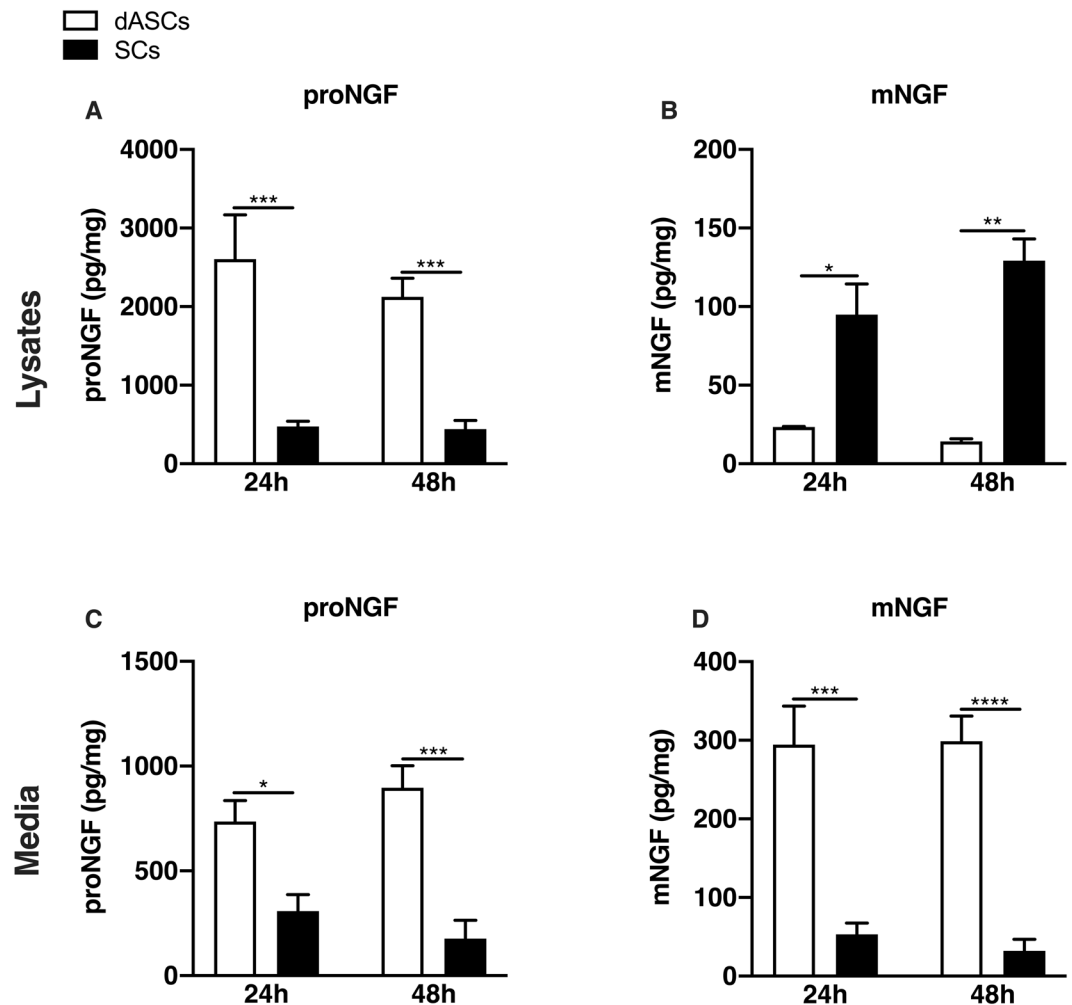 dASCs
SCs
A
proNGF
4000
3000
2000
1000
0
proNGF (pg/mg)
***
***
24h
48h
B
mNGF
200
150
100
50
0
mNGF (pg/mg)
*
**
24h
48h
Lysates
C
proNGF
1500
1000
500
0
proNGF (pg/mg)
*
***
24h
48h
D
mNGF
400
300
200
100
0
mNGF (pg/mg)
***
****
24h
48h
Media